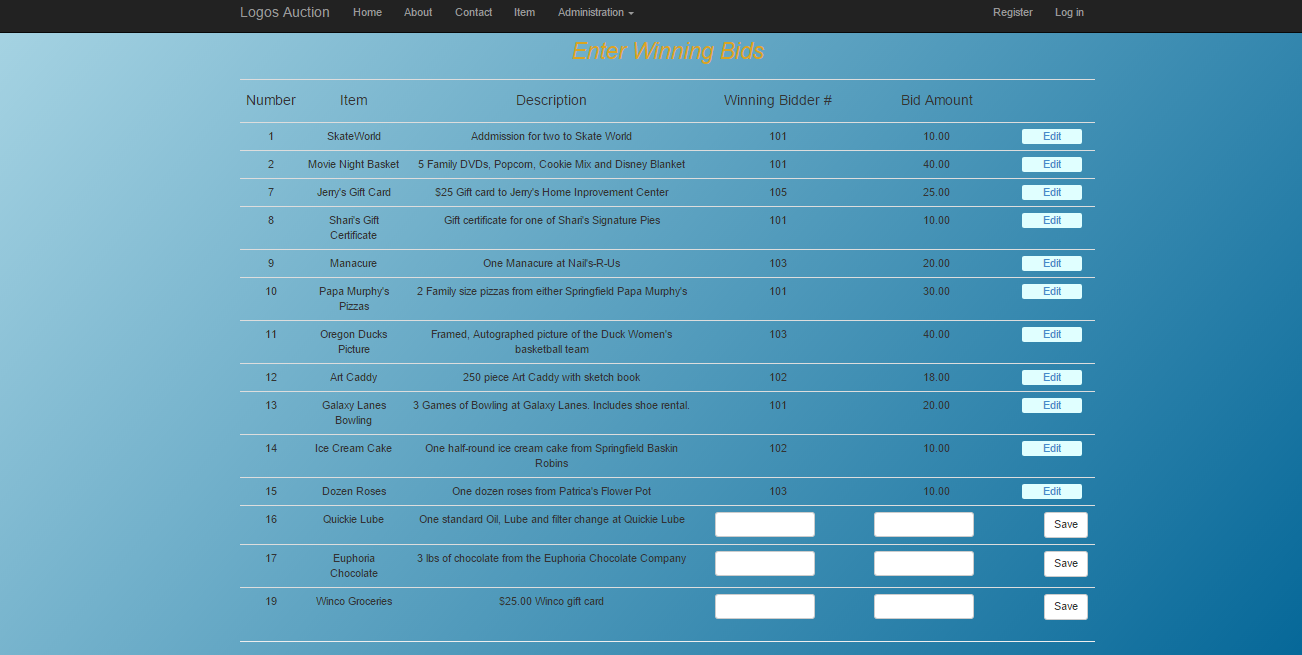 Logos Auction Home About Contact Item Administration Register Log in
Enter Winning Bids
Number Item Description Winning Bidder # Bid Amount
1 SkateWorld Addmission for two to Skate World 101 10.00 Edit
2 Movie Night Basket 5 Family DVDs, Popcorn, Cookie Mix and Disney Blanket 101 40.00 Edit
7 Jerry's Gift Card $25 Gift card to Jerry's Home Inprovement Center 105 25.00 Edit
8 Shari's Gift Gift certificate for one of Shari's Signature Pies 101 10.00 Edit
Certificate
9 Manacure One Manacure at Nail's-R-Us 103 20.00 Edit
10 Papa Murphy's 2 Family size pizzas from either Springfield Papa Murphy's 101 30.00 Edit
Pizzas
11 Oregon Ducks Framed, Autographed picture of the Duck Women's 103 40.00 Edit
Picture basketball team
12 Art Caddy 250 piece Art Caddy with sketch book 102 18.00 Edit
13 Galaxy Lanes 3 Games of Bowling at Galaxy Lanes. Includes shoe rental. 101 20.00 Edit
Bowling
14 Ice Cream Cake One half-round ice cream cake from Springfield Baskin 102 10.00 Edit
Robins
15 Dozen Roses One dozen roses from Patrica's Flower Pot 103 10.00 Edit
16 Quickie Lube One standard Oil, Lube and filter change at Quickie Lube Save
17 Euphoria 3 lbs of chocolate from the Euphoria Chocolate Company Save
Chocolate
19 Winco Groceries $25.00 Winco gift card Save